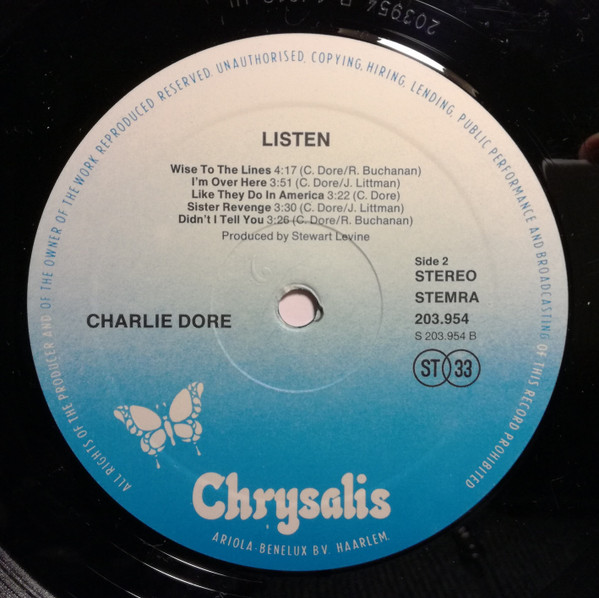 ALL RIGHTS OF THE PRODUCER AND OF THE OWNER OF THE WORK REPRODUCED RESERVED. UNAUTHORISED, COPYING, HIRING, LENDING, PUBLIC PERFORMANCE AND BROADCASTING OF THIS RECORD PROHIBITED
LISTEN
Wise To The Lines 4:17 (C. Dore/R. Buchanan)
I'm Over Here 3:51 (C. Dore/J. Littman)
Like They Do In America 3:22 (C. Dore)
Sister Revenge 3:30 (C. Dore/J. Littman)
Didn't I Tell You 3:26 (C. Dore/R. Buchanan)
Produced by Stewart Levine
Side 2
STEREO
STEMRA
CHARLIE DORE
203.954
S 203.954 B
ST 33
Chrysalis
ARIOLA-BENELUX BV. HAARLEM.
203954